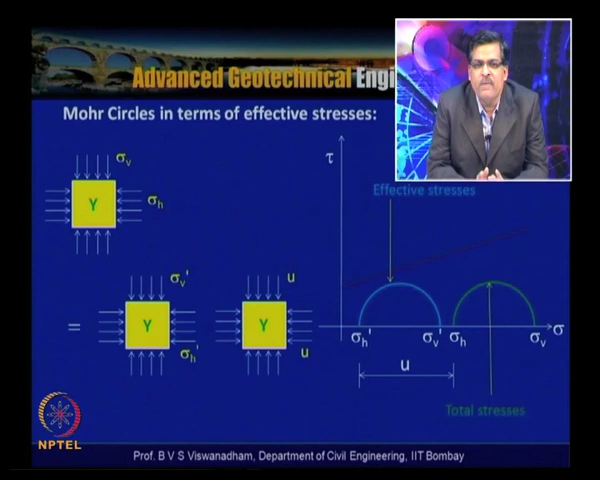 Advanced Geotechnical Engi
Mohr Circles in terms of effective stresses:
σv
Y
σh
τ
Effective stresses
σv'
u
Y
Y
=
σh'
u
σh'
σv'
σh
σv
σ
u
Total stresses
NPTEL
Prof. B V S Viswanadham, Department of Civil Engineering, IIT Bombay